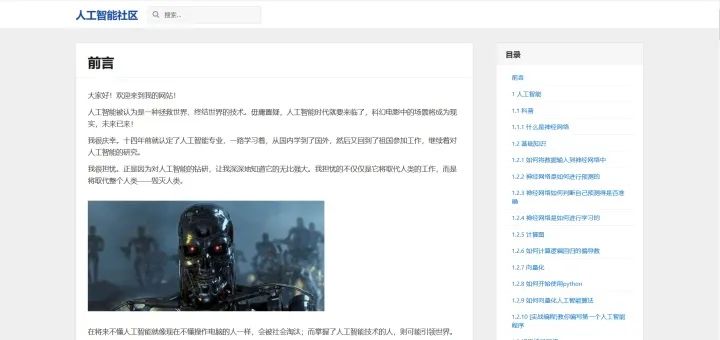 人工智能社区
搜索...
前言
大家好！欢迎来到我的网站！
人工智能被认为是一种拯救世界、终结世界的技术。毋庸置疑，人工智能时代就要来临了，科幻电影中的场景将成为现
实，未来已来！
我很庆幸，十四年前就认定了人工智能专业，一路学习着，从国内学到了国外，然后又回到了祖国参加工作，继续着对
人工智能的研究。
我很担忧。正是因为对人工智能的钻研，让我深深地知道它的无比强大。我担忧的不仅仅是它将取代人类的工作，而是
将取代整个人类——毁灭人类。
在将来不懂人工智能就像现在不懂操作电脑的人一样，会被社会淘汰；而掌握了人工智能技术的人，则可能引领世界。
目录
前言
1 人工智能
1.1 科普
1.1.1 什么是神经网络
1.2 基础知识
1.2.1 如何将数据输入到神经网络中
1.2.2 神经网络是如何进行预测的
1.2.3 神经网络如何判断自己预测得是否准
确
1.2.4 神经网络是如何进行学习的
1.2.5 计算图
1.2.6 如何计算逻辑回归的偏导数
1.2.7 向量化
1.2.8 如何开始使用python
1.2.9 如何向量化人工智能算法
1.2.10 [实战编程]教你编写第一个人工智能
程序